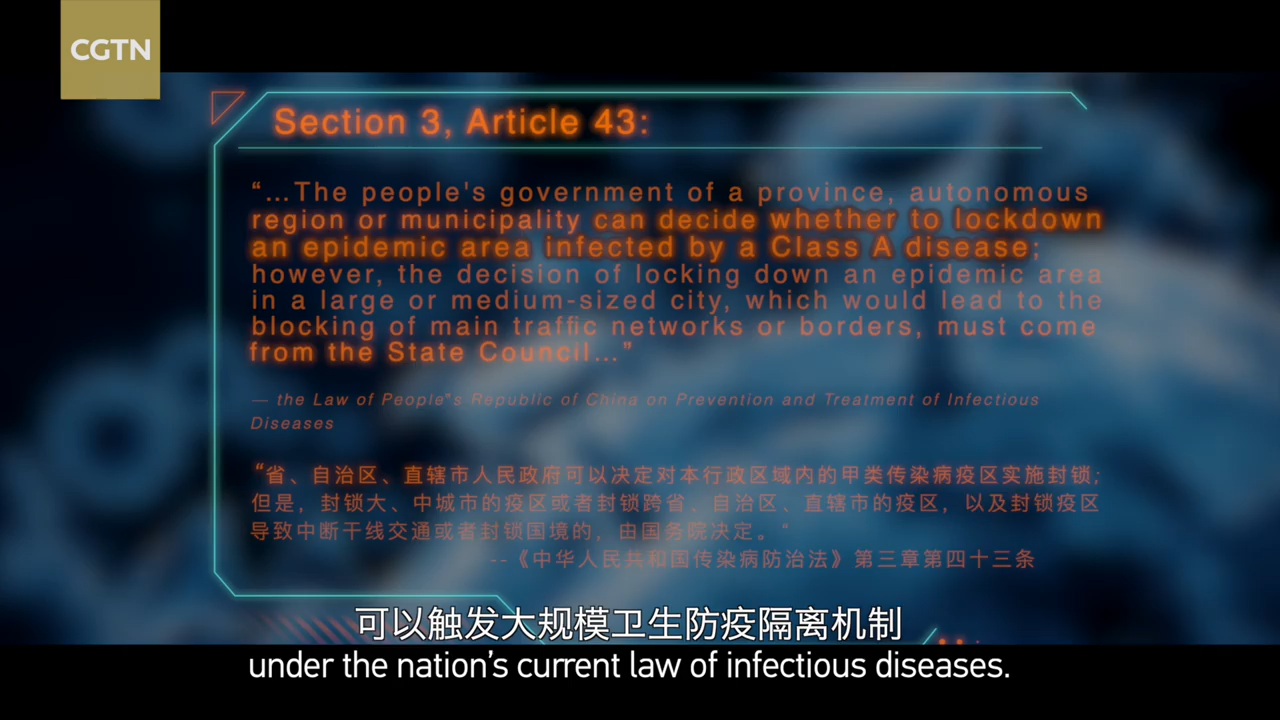 CGTN
Section 3, Article 43:
“...The people's government of a province, autonomous
region or municipality can decide whether to lockdown
an epidemic area infected by a Class A disease;
however, the decision of locking down an epidemic area
in a large or medium-sized city, which would lead to the
blocking of main traffic networks or borders, must come
from the State Council...”
— the Law of People"s Republic of China on Prevention and Treatment of Infectious
Diseases
“省、自治区、直辖市人民政府可以决定对本行政区域内的甲类传染病疫区实施封锁;
但是，封锁大、中城市的疫区或者封锁跨省、自治区、直辖市的疫区，以及封锁疫区
导致中断干线交通或者封锁国境的，由国务院决定。"
--《中华人民共和国传染病防治法》第三章第四十三条
可以触发大规模卫生防疫隔离机制
under the nation’s current law of infectious diseases.